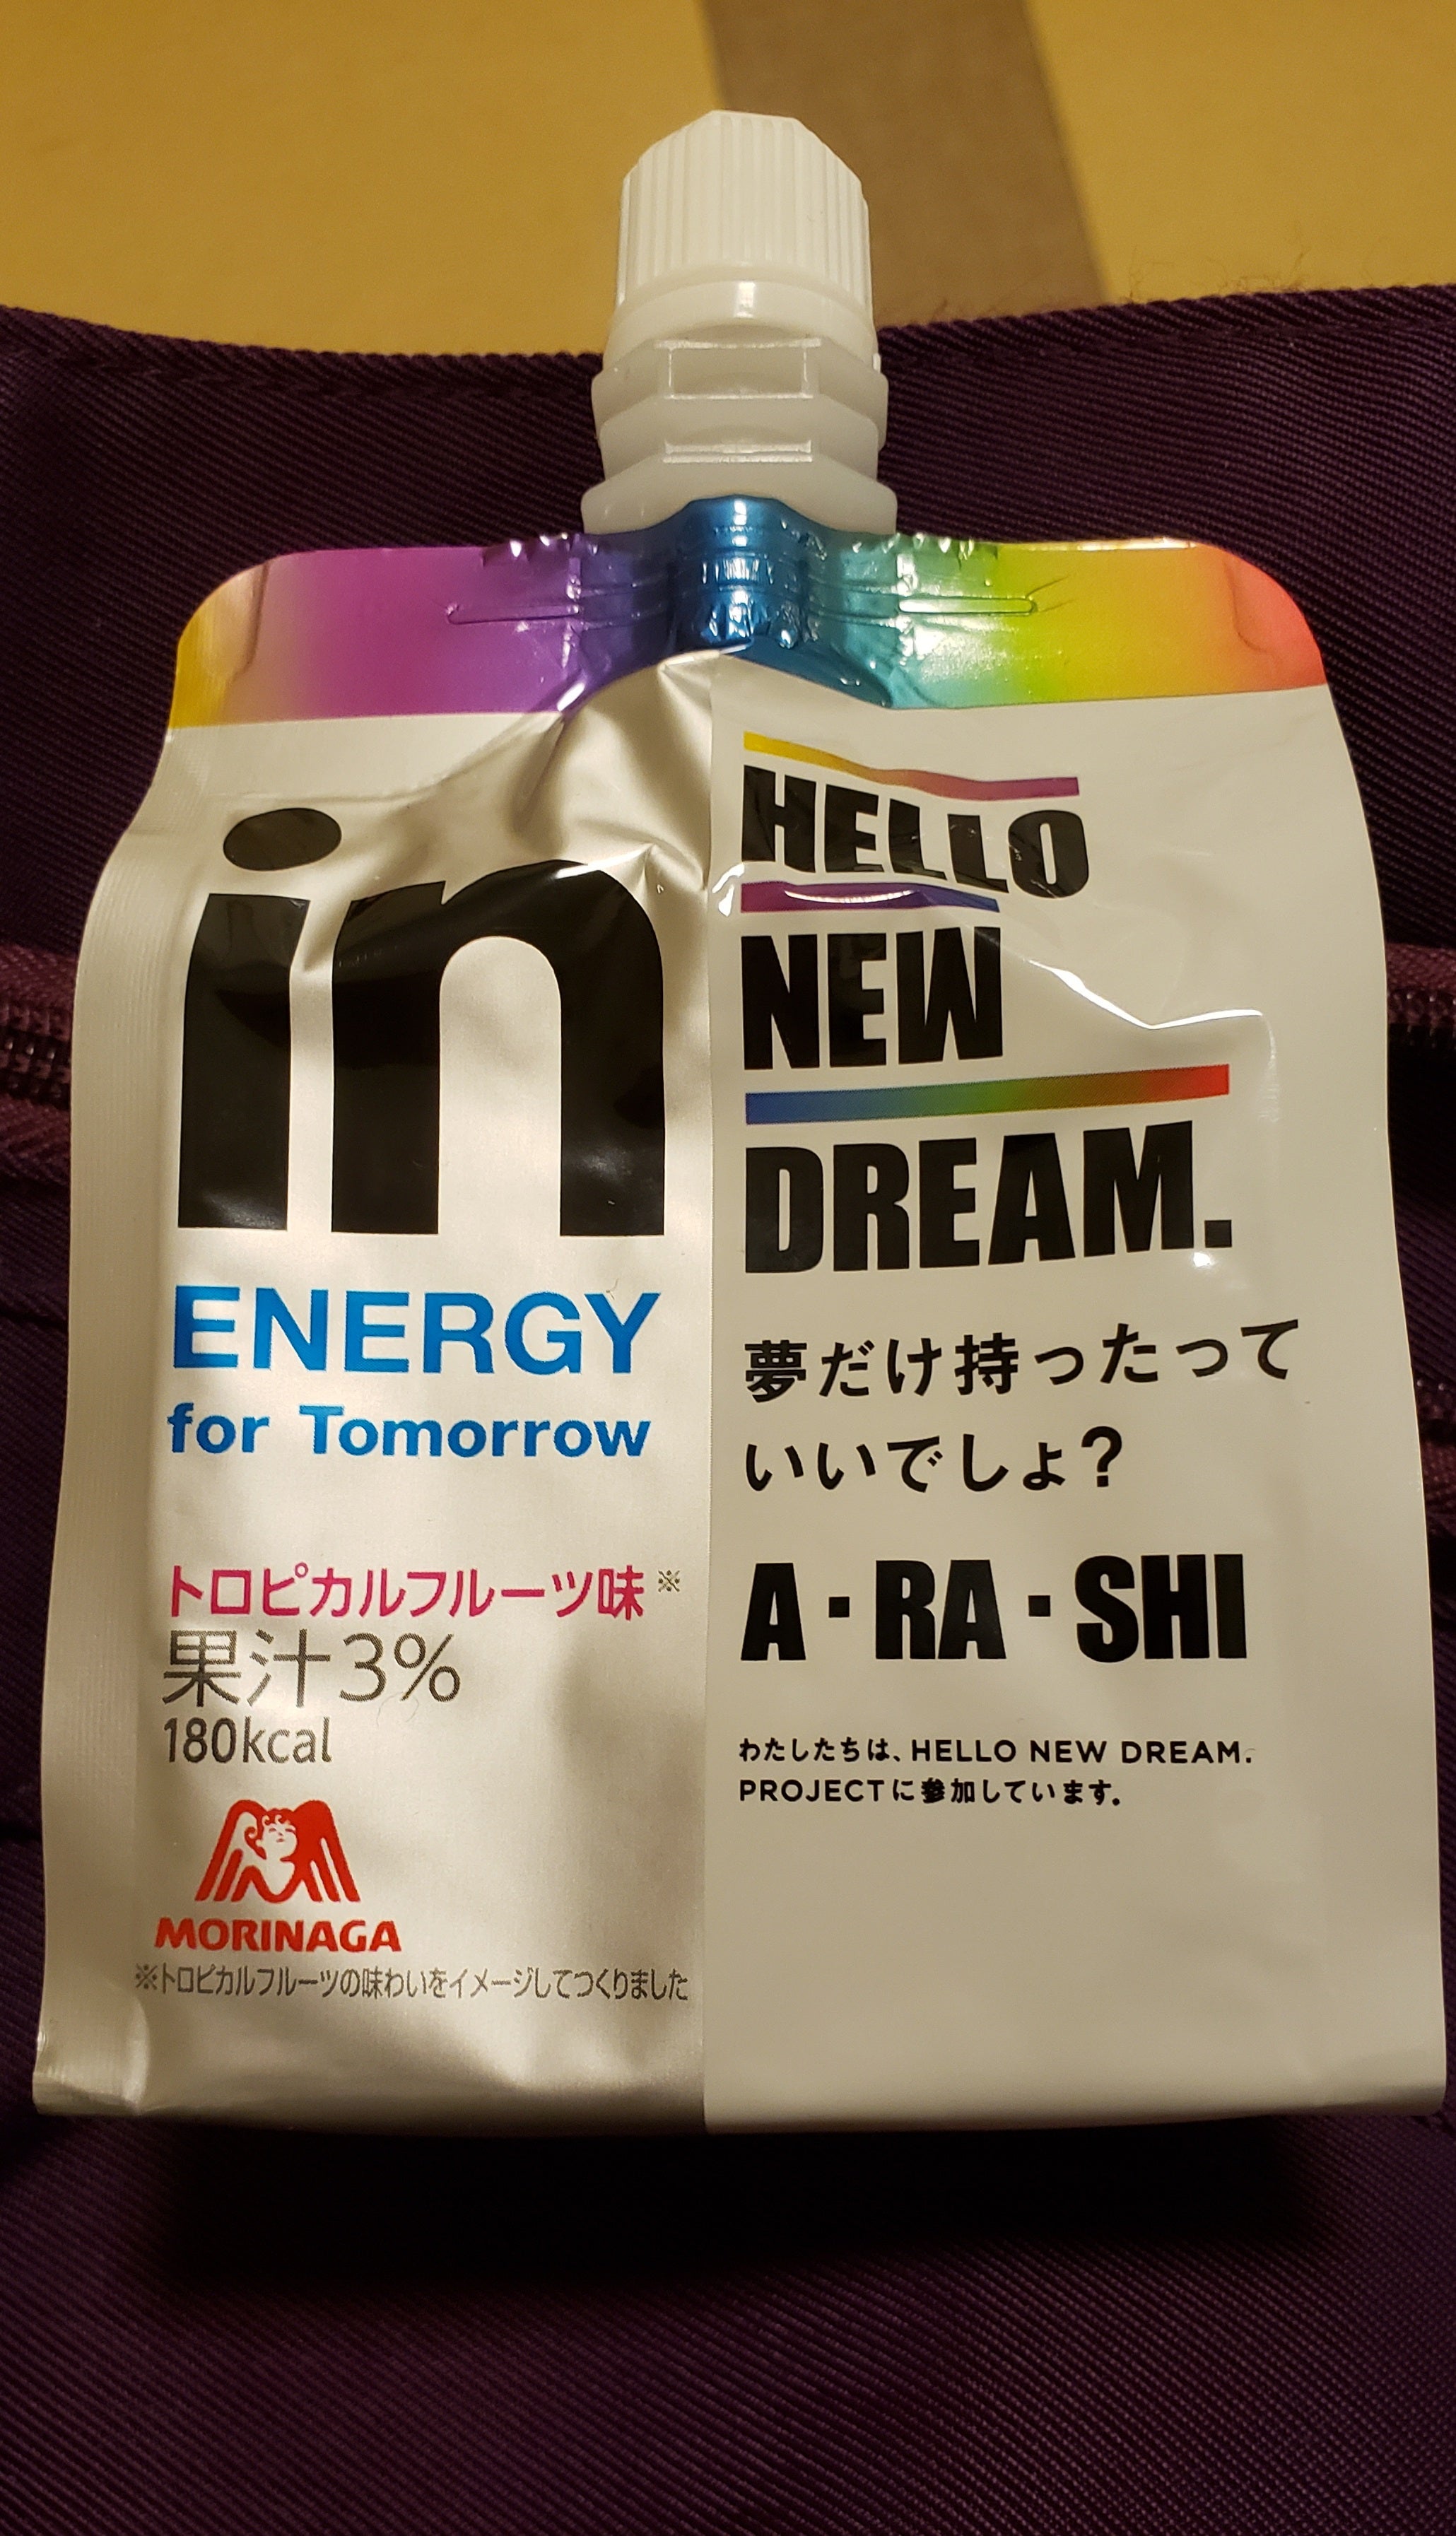 in
ENERGY
for Tomorrow
トロピカルフルーツ味※
果汁3%
180kcal
MORINAGA
※トロピカルフルーツの味わいをイメージしてつくりました
HELLO
NEW
DREAM.
夢だけ持ったって
いいでしょ?
A・RA・SHI
わたしたちは、HELLO NEW DREAM.
PROJECTに参加しています。